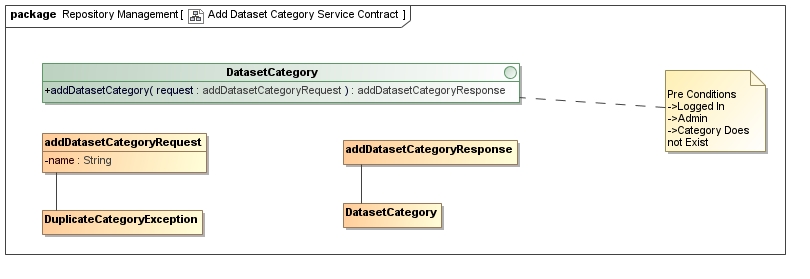 package Repository Management[ Add Dataset Category Service Contract ]
DatasetCategory
+addDatasetCategory( request : addDatasetCategoryRequest ) : addDatasetCategoryResponse
Pre Conditions
->Logged In
->Admin
->Category Does
not Exist
addDatasetCategoryRequest
-name : String
addDatasetCategoryResponse
DuplicateCategoryException
DatasetCategory